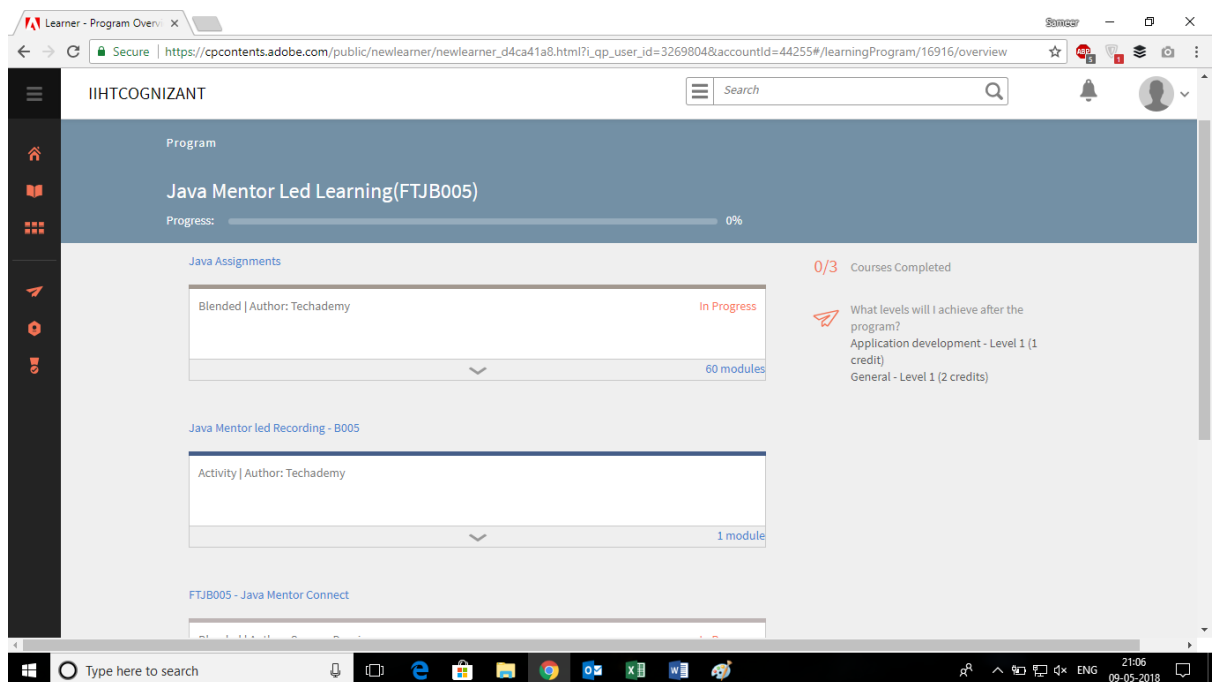 Learner - Program Overvi
Sameer
Secure
https://cpcontents.adobe.com/public/newlearner/newlearner_d4ca41a8.html?i_qp_user_id=3269804&accountId=44255#/learningProgram/16916/overview
ABP
5
1
IIHTCOGNIZANT
Search
Program
Java Mentor Led Learning(FTJB005)
Progress:
0%
Java Assignments
Blended | Author: Techademy
In Progress
60 modules
0/3 Courses Completed
What levels will I achieve after the
program?
Application development - Level 1 (1
credit)
General - Level 1 (2 credits)
Java Mentor led Recording - B005
Activity | Author: Techademy
1 module
FTJB005 - Java Mentor Connect
Type here to search
ENG
21:06
09-05-2018